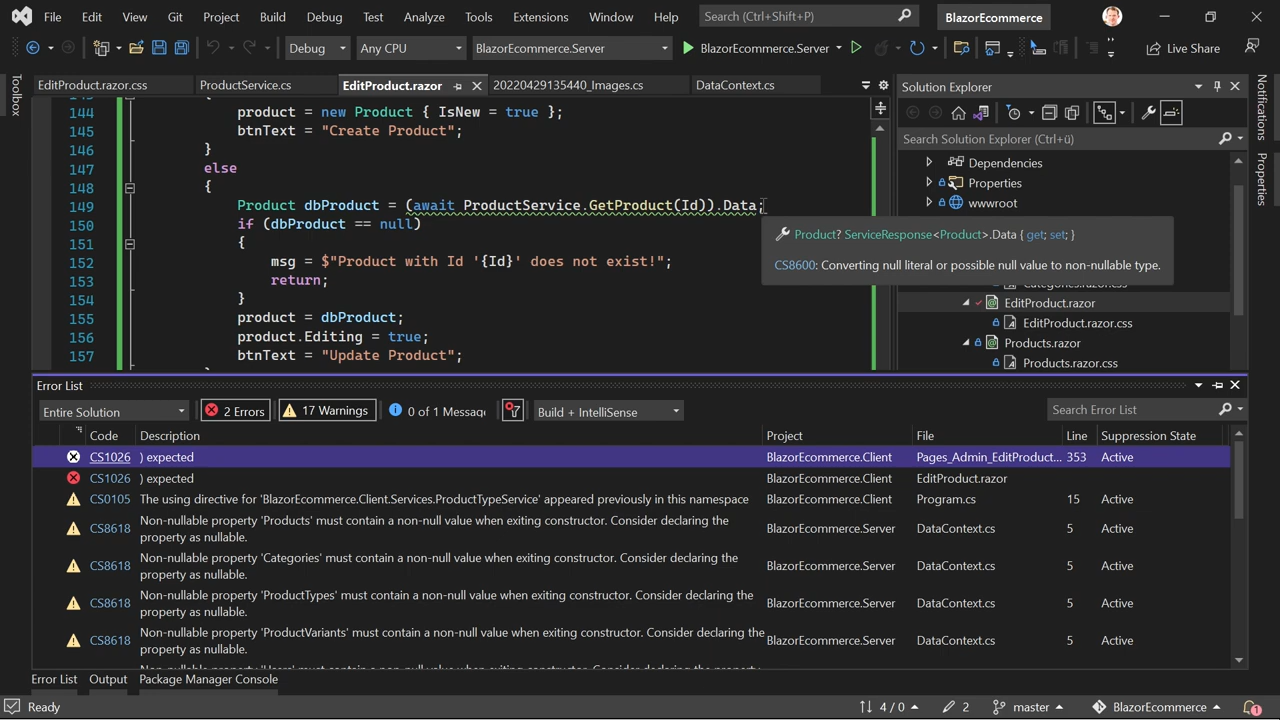 File Edit View Git Project Build Debug Test Analyze Tools Extensions Window Help Search (Ctrl+Shift+P) BlazorEcommerce
Debug Any CPU BlazorEcommerce.Server BlazorEcommerce.Server Live Share
EditProduct.razor.css ProductService.cs EditProduct.razor 20220429135440_Images.cs DataContext.cs
Toolbox
144 product = new Product { IsNew = true };
145 btnText = "Create Product";
146 }
147 else
148 {
149 Product dbProduct = (await ProductService.GetProduct(Id)).Data;
150 if (dbProduct == null)
151 {
152 msg = $"Product with Id '{Id}' does not exist!";
153 return;
154 }
155 product = dbProduct;
156 product.Editing = true;
157 btnText = "Update Product";
Product? ServiceResponse<Product>.Data { get; set; }
CS8600: Converting null literal or possible null value to non-nullable type.
Solution Explorer
Search Solution Explorer (Ctrl+ü)
Dependencies
Properties
wwwroot
Categories.razor.css
EditProduct.razor
EditProduct.razor.css
Products.razor
Products.razor.css
Notifications
Properties
Error List
Entire Solution 2 Errors 17 Warnings 0 of 1 Messag Build + IntelliSense Search Error List
Code Description Project File Line Suppression State
CS1026 ) expected BlazorEcommerce.Client Pages_Admin_EditProduct... 353 Active
CS1026 ) expected BlazorEcommerce.Client EditProduct.razor
CS0105 The using directive for 'BlazorEcommerce.Client.Services.ProductTypeService' appeared previously in this namespace BlazorEcommerce.Client Program.cs 15 Active
CS8618 Non-nullable property 'Products' must contain a non-null value when exiting constructor. Consider declaring the BlazorEcommerce.Server DataContext.cs 5 Active
property as nullable.
CS8618 Non-nullable property 'Categories' must contain a non-null value when exiting constructor. Consider declaring the BlazorEcommerce.Server DataContext.cs 5 Active
property as nullable.
CS8618 Non-nullable property 'ProductTypes' must contain a non-null value when exiting constructor. Consider declaring the BlazorEcommerce.Server DataContext.cs 5 Active
property as nullable.
CS8618 Non-nullable property 'ProductVariants' must contain a non-null value when exiting constructor. Consider declaring the BlazorEcommerce.Server DataContext.cs 5 Active
property as nullable.
Error List Output Package Manager Console
Ready 4 / 0 2 master BlazorEcommerce 1